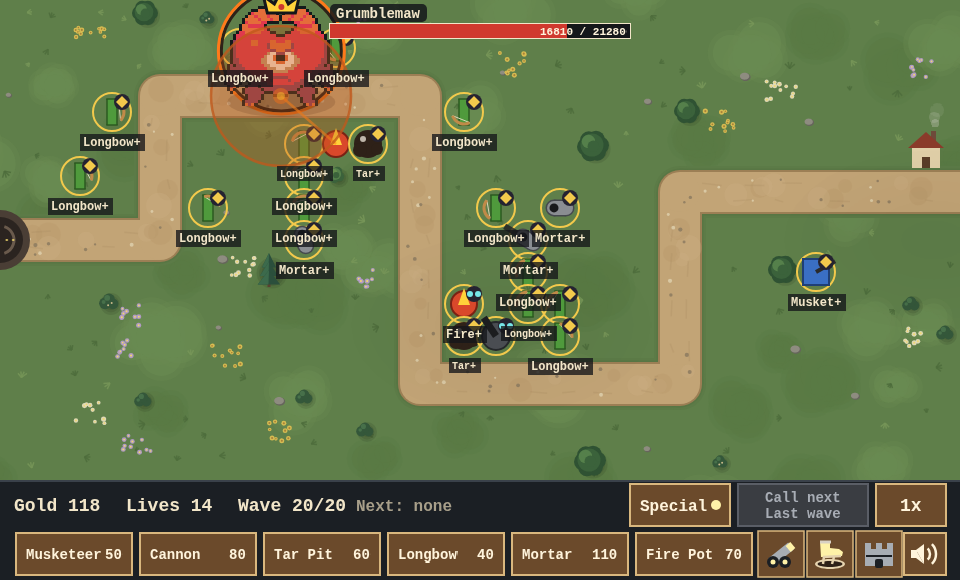 Grumblemaw
16810 / 21280
Longbow+ Longbow+
Longbow+
Longbow+
Longbow+ Tar+
Longbow+
Longbow+
Longbow+ Longbow+
Longbow+ Mortar+
Mortar+
Mortar+
Longbow+
Musket+
Fire+ Longbow+
Tar+ Longbow+
Gold 118 Lives 14 Wave 20/20 Next: none
Special
Call next
Last wave
1x
Musketeer 50 Cannon 80 Tar Pit 60 Longbow 40 Mortar 110 Fire Pot 70